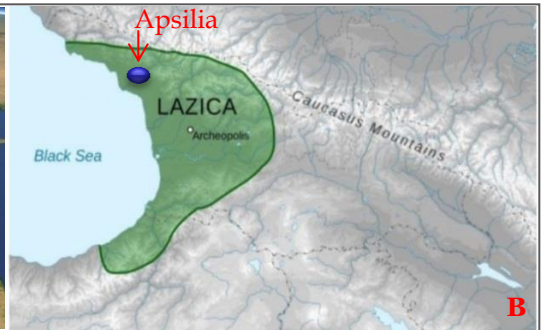 Apsilia
LAZICA
Archeopolis
Black Sea
Caucasus Mountains
B